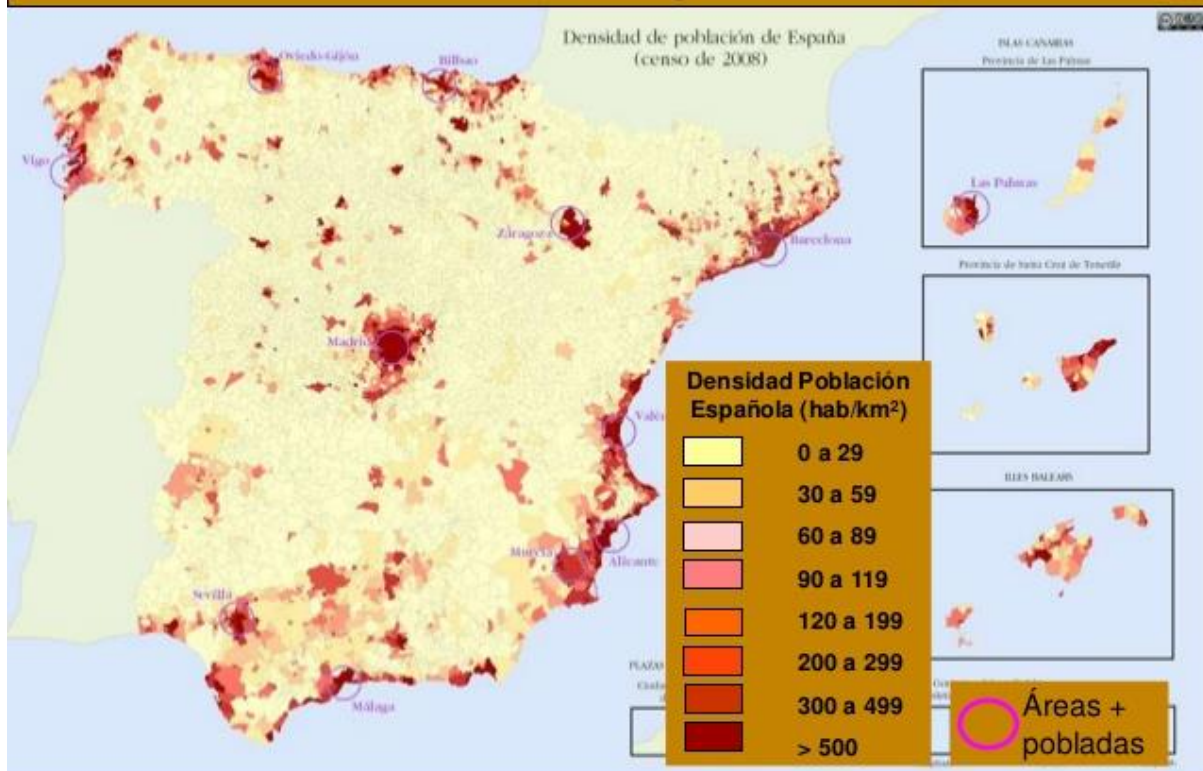 Densidad de población de España
(censo de 2008)
ISLAS CANARIAS
Provincia de Las Palmas
Oviedo-Gijón
Bilbao
Vigo
Las Palmas
Zaragoza
Barcelona
Provincia de Santa Cruz de Tenerife
Madrid
Densidad Población
Española (hab/km²)
0 a 29
30 a 59
60 a 89
90 a 119
120 a 199
200 a 299
300 a 499
> 500
ILLES BALEARS
Murcia
Alicante
Sevilla
Málaga
PLAZAS
Áreas +
pobladas